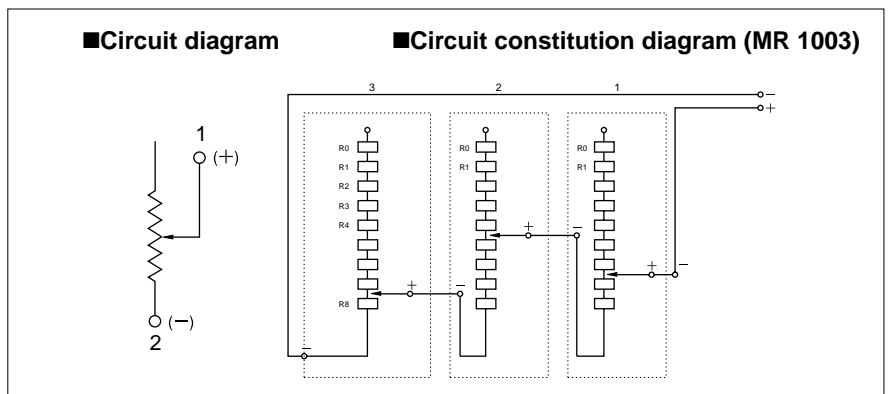 ■Circuit diagram
■Circuit constitution diagram (MR 1003)
1
(+)
2
(−)
3 2 1
−
+
R0 R0 R0
R1 R1 R1
R2
R3
R4
+ −
+ −
+ −
R8
−